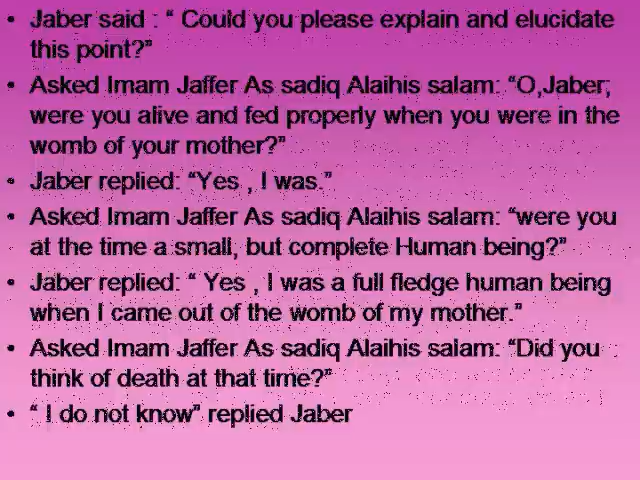 • Jaber said : “ Could you please explain and elucidate
this point?”
• Asked Imam Jaffer As sadiq Alaihis salam: “O,Jaber;
were you alive and fed properly when you were in the
womb of your mother?”
• Jaber replied: “Yes , I was.”
• Asked Imam Jaffer As sadiq Alaihis salam: “were you
at the time a small, but complete Human being?”
• Jaber replied: “ Yes , I was a full fledge human being
when I came out of the womb of my mother.”
• Asked Imam Jaffer As sadiq Alaihis salam: “Did you
think of death at that time?”
• “ I do not know” replied Jaber